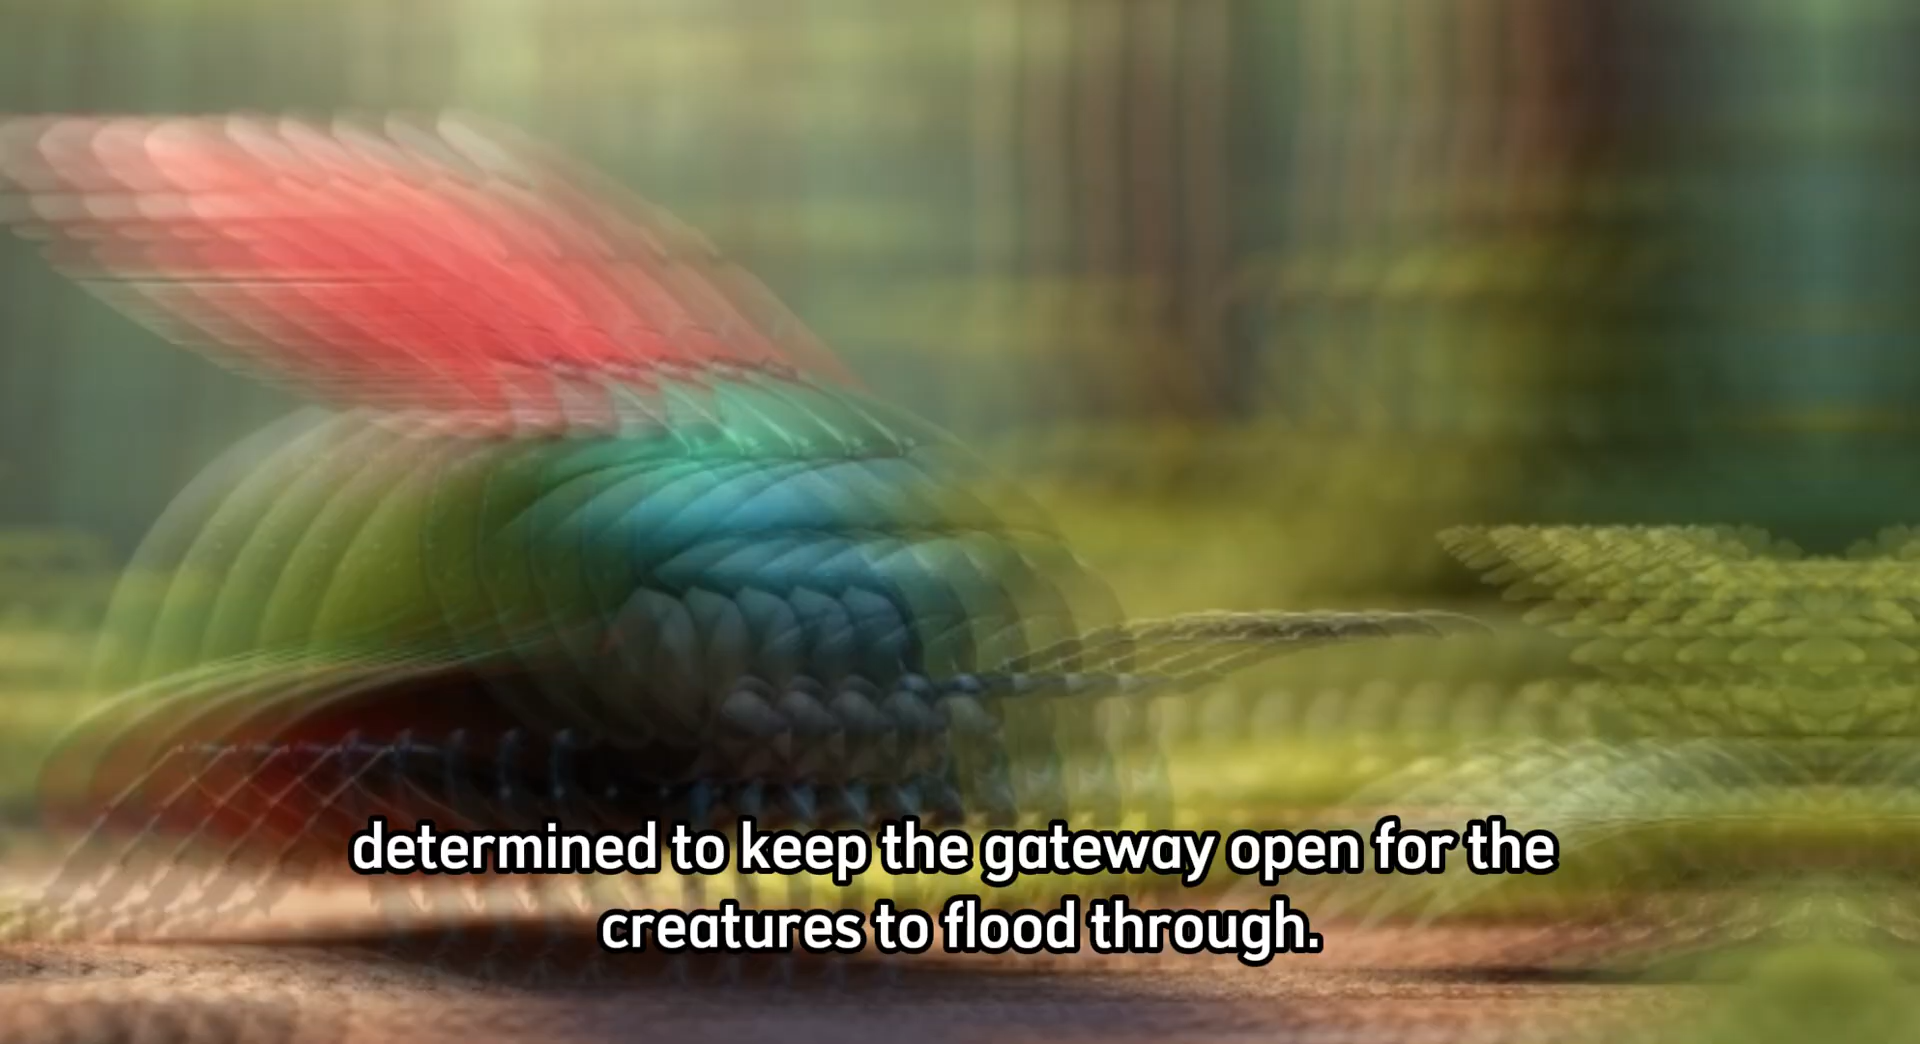 determined to keep the gateway open for the
creatures to flood through.